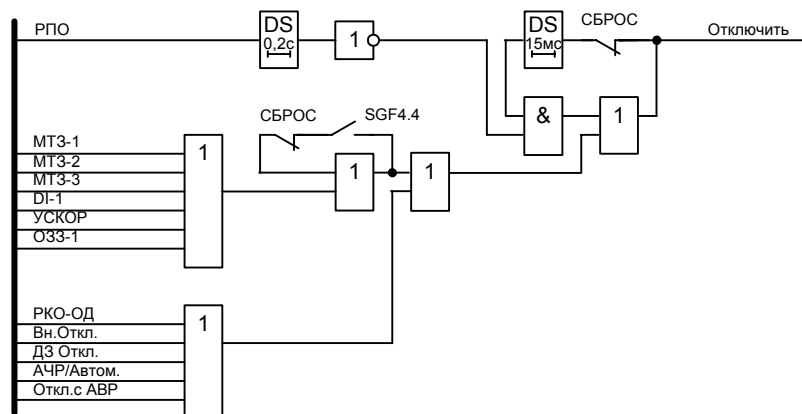 РПО
DS
0,2с
1
DS
15мс
СБРОС
Отключить
СБРОС
SGF4.4
&
1
МТЗ-1
МТЗ-2
МТЗ-3
DI-1
УСКОР
ОЗЗ-1
1
1
1
РКО-ОД
Вн.Откл.
ДЗ Откл.
АЧР/Автом.
Откл.с АВР
1